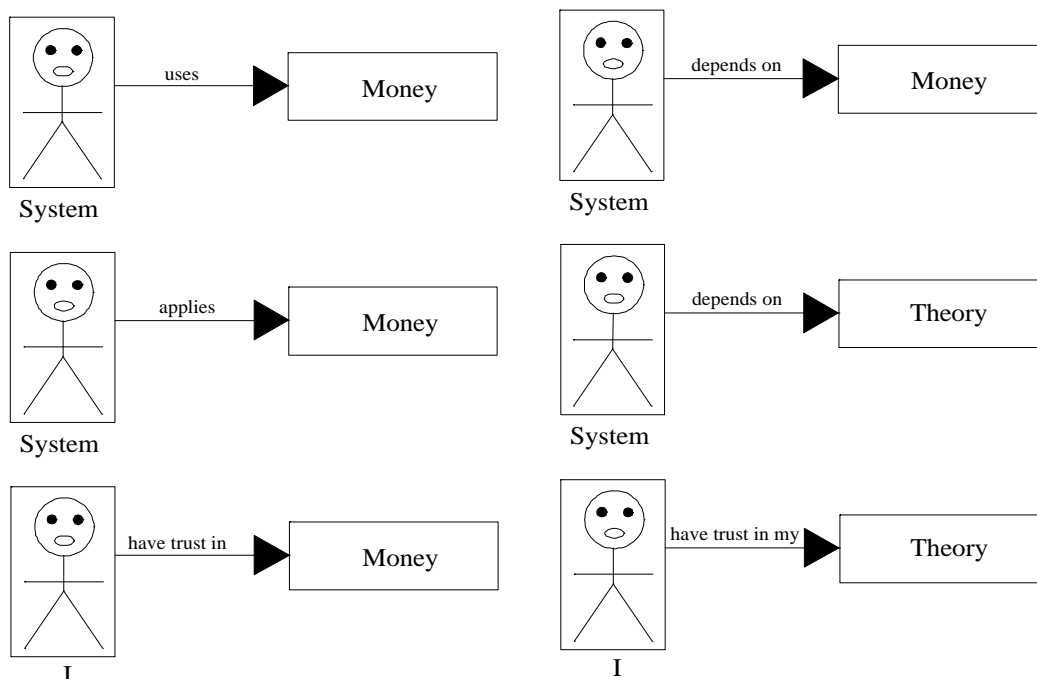 uses
Money
System
depends on
Money
System
applies
Money
System
depends on
Theory
System
have trust in
Money
I
have trust in my
Theory
I